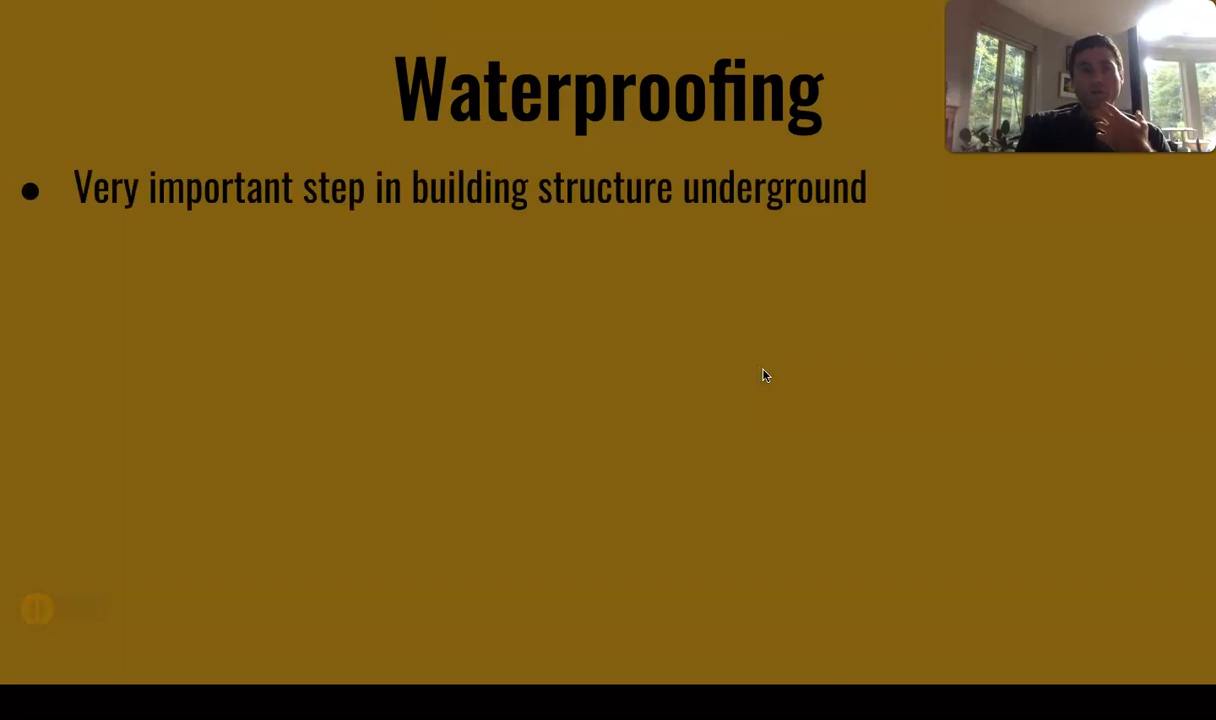 Waterproofing
● Very important step in building structure underground